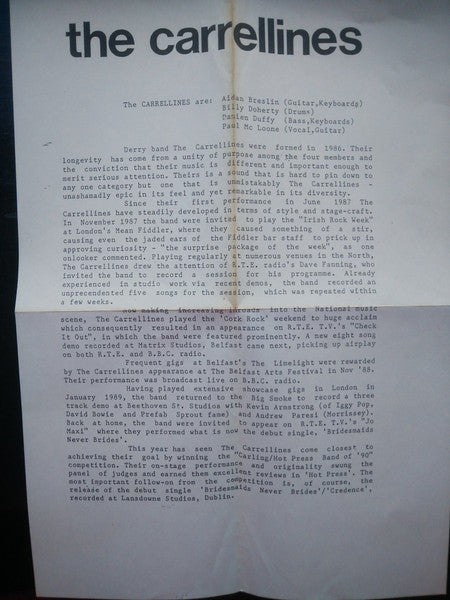 the carrellines
The CARRELLINES are: Aidan Breslin (Guitar,Keyboards)
Billy Doherty (Drums)
Damien Duffy (Bass,Keyboards)
Paul Mc Loone (Vocal,Guitar)
Derry band The Carrellines were formed in 1986. Their
longevity has come from a unity of purpose among the four members and
the conviction that their music is different and important enough to
merit serious attention. Theirs is a sound that is hard to pin down to
any one category but one that is unmistakably The Carrellines -
unashamably epic in its feel and yet remarkable in its diversity.
Since their first performance in June 1987 The
Carrellines have steadily developed in terms of style and stage-craft.
In November 1987 the band were invited to play the "Irish Rock Week"
at London's Mean Fiddler, where they caused something of a stir,
causing even the jaded ears of the Fiddler bar staff to prick up in
approving curiosity - "the surprise package of the week", as one
onlooker commented. Playing regularly at numerous venues in the North,
The Carrellines drew the attention of R.T.E. radio's Dave Fanning, who
invited the band to record a session for his programme. Already
experienced in studio work via recent demos, the band recorded an
unprecendented five songs for the session, which was repeated within
a few weeks.
Now making increasing inroads into the National music
scene, The Carrellines played the 'Cork Rock' weekend to huge acclaim
which consequently resulted in an appearance on R.T.E. T.V.'s "Check
It Out", in which the band were featured prominently. A new eight song
demo recorded at Matrix Studios, Belfast came next, picking up airplay
on both R.T.E. and B.B.C. radio.
Frequent gigs at Belfast's The Limelight were rewarded
by The Carrellines appearance at The Belfast Arts Festival in Nov '88.
Their performance was broadcast live on B.B.C. radio.
Having played extensive showcase gigs in London in
January 1989, the band returned to the Big Smoke to record a three
track demo at Beethoven St. Studios with Kevin Armstrong (of Iggy Pop,
David Bowie and Prefab Sprout fame) and Andrew Paresi (Morrissey).
Back at home, the band were invited to appear on R.T.E. T.V.'s "Jo
Maxi" where they performed what is now the debut single, 'Bridesmaids
Never Brides'.
This year has seen The Carrellines come closer to
achieving their goal by winning the "Carling/Hot Press Band of '90"
competition. Their on-stage performance and originality swung the
panel of judges and earned them excellent reviews in 'Hot Press'. The
most important follow-on from the competition is, of course, the
release of the debut single 'Bridesmaids Never Brides'/'Credence',
recorded at Lansdowne Studios, Dublin.